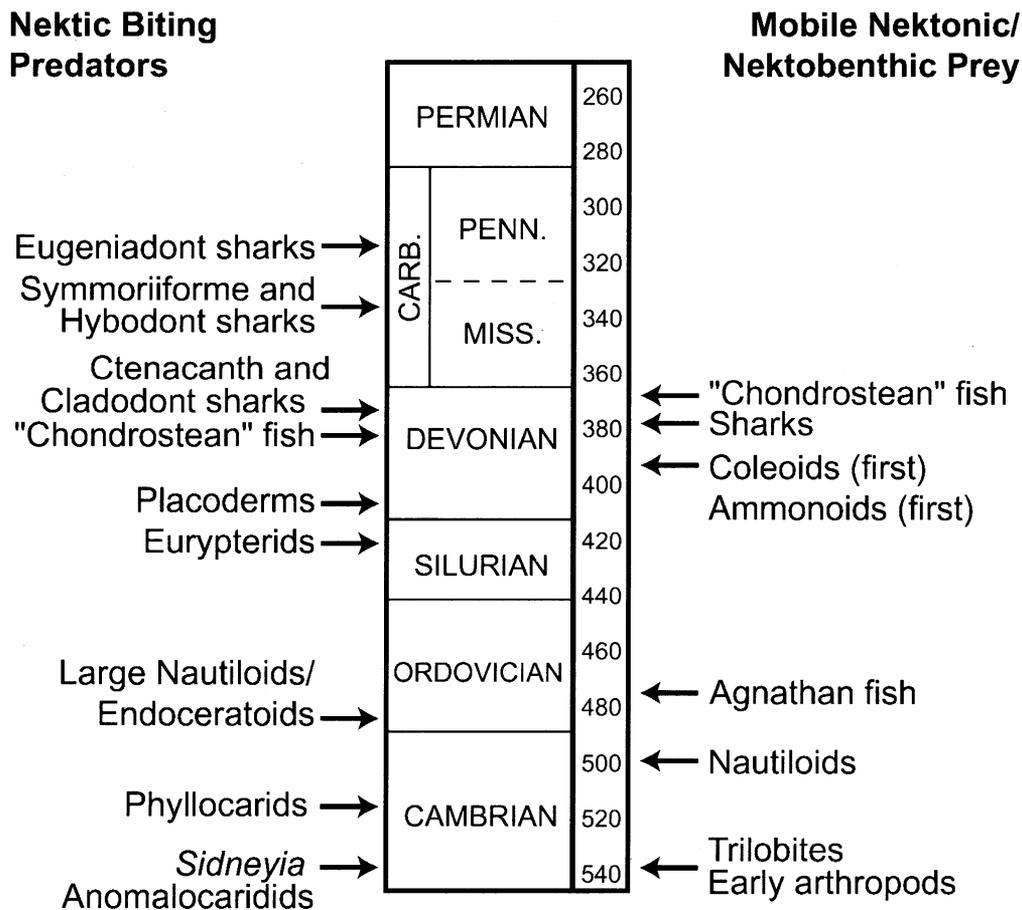 Nektic Biting
Predators
Mobile Nektonic/
Nektobenthic Prey
Eugeniadont sharks
Symmoriiforme and
Hybodont sharks
Ctenacanth and
Cladodont sharks
"Chondrostean" fish
Placoderms
Eurypterids
Large Nautiloids/
Endoceratoids
Phyllocarids
Sidneyia
Anomalocaridids
PERMIAN
CARB.
PENN.
MISS.
DEVONIAN
SILURIAN
ORDOVICIAN
CAMBRIAN
260
280
300
320
340
360
380
400
420
440
460
480
500
520
540
"Chondrostean" fish
Sharks
Coleoids (first)
Ammonoids (first)
Agnathan fish
Nautiloids
Trilobites
Early arthropods